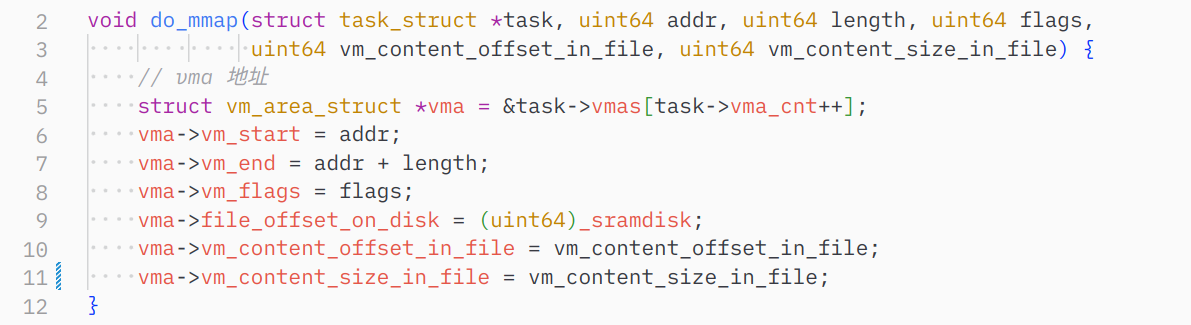 2 void do_mmap(struct task_struct *task, uint64 addr, uint64 length, uint64 flags,
3 uint64 vm_content_offset_in_file, uint64 vm_content_size_in_file) {
4 // vma 地址
5 struct vm_area_struct *vma = &task->vmas[task->vma_cnt++];
6 vma->vm_start = addr;
7 vma->vm_end = addr + length;
8 vma->vm_flags = flags;
9 vma->file_offset_on_disk = (uint64)_sramdisk;
10 vma->vm_content_offset_in_file = vm_content_offset_in_file;
11 vma->vm_content_size_in_file = vm_content_size_in_file;
12 }